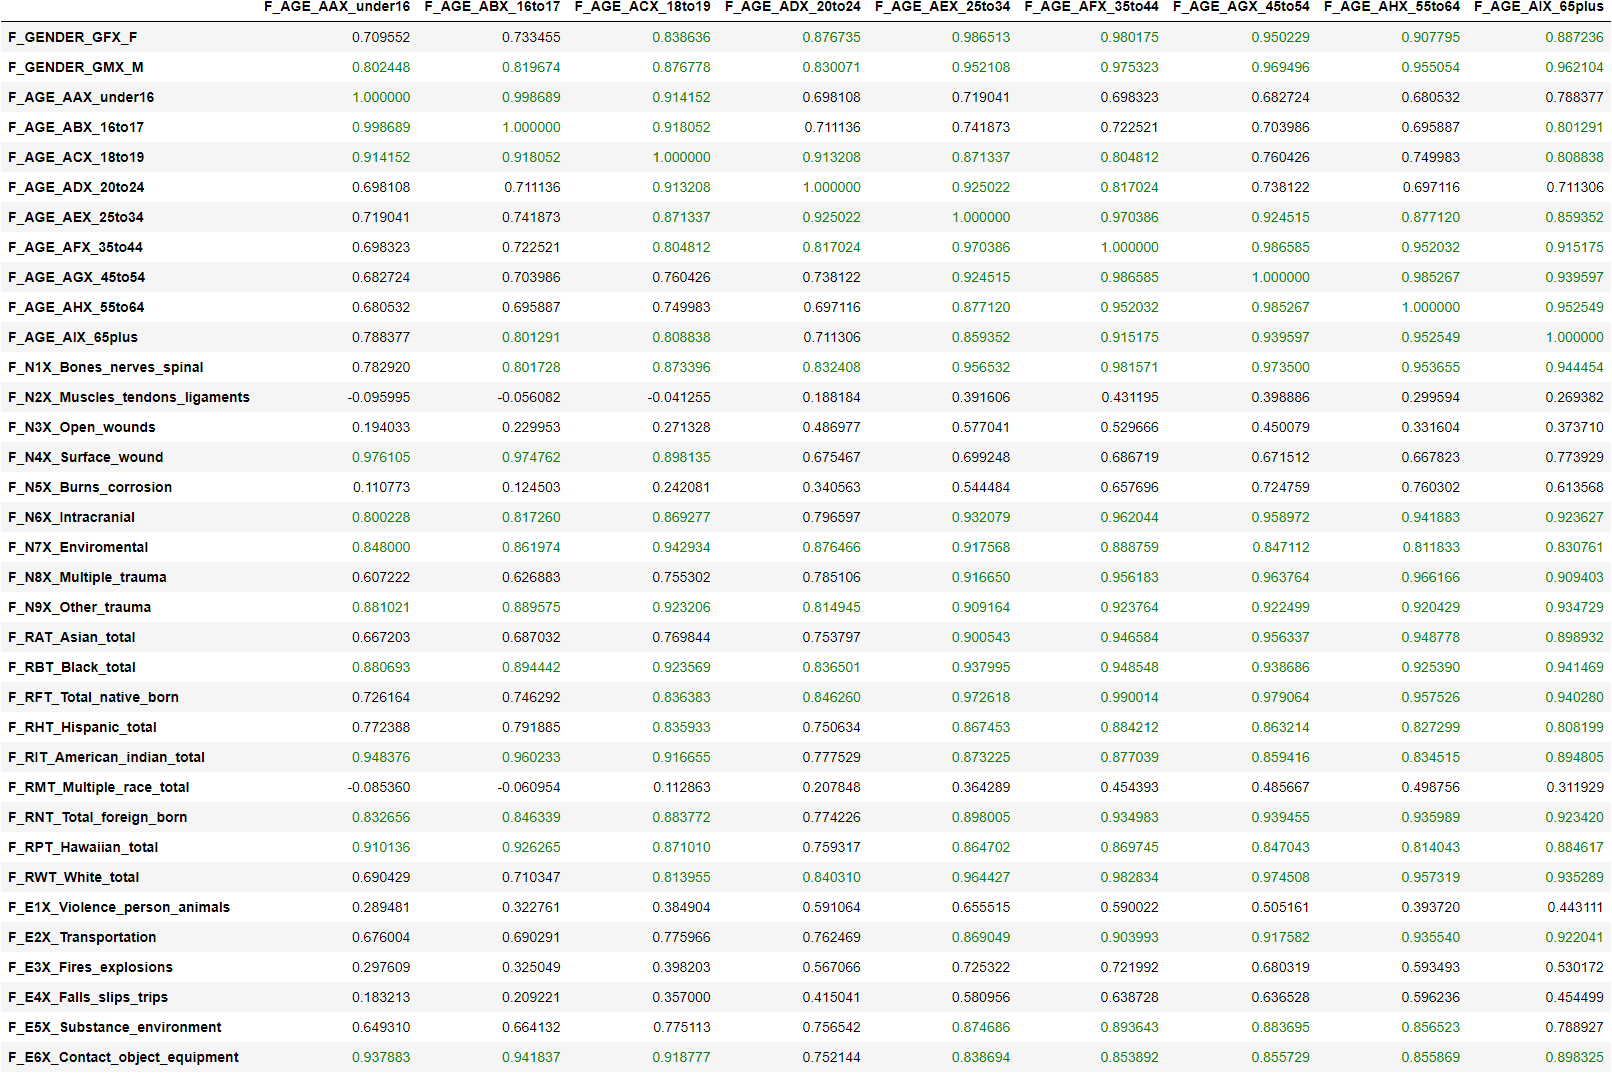 F_AGE_AAX_under16 F_AGE_ABX_16to17 F_AGE_ACX_18to19 F_AGE_ADX_20to24 F_AGE_AEX_25to34 F_AGE_AFX_35to44 F_AGE_AGX_45to54 F_AGE_AHX_55to64 F_AGE_AIX_65plus
F_GENDER_GFX_F 0.709552 0.733455 0.838636 0.876735 0.986513 0.980175 0.950229 0.907795 0.887236
F_GENDER_GMX_M 0.802448 0.819674 0.876778 0.830071 0.952108 0.975323 0.969496 0.955054 0.962104
F_AGE_AAX_under16 1.000000 0.998689 0.914152 0.698108 0.719041 0.698323 0.682724 0.680532 0.788377
F_AGE_ABX_16to17 0.998689 1.000000 0.918052 0.711136 0.741873 0.722521 0.703986 0.695887 0.801291
F_AGE_ACX_18to19 0.914152 0.918052 1.000000 0.913208 0.871337 0.804812 0.760426 0.749983 0.808838
F_AGE_ADX_20to24 0.698108 0.711136 0.913208 1.000000 0.925022 0.817024 0.738122 0.697116 0.711306
F_AGE_AEX_25to34 0.719041 0.741873 0.871337 0.925022 1.000000 0.970386 0.924515 0.877120 0.859352
F_AGE_AFX_35to44 0.698323 0.722521 0.804812 0.817024 0.970386 1.000000 0.986585 0.952032 0.915175
F_AGE_AGX_45to54 0.682724 0.703986 0.760426 0.738122 0.924515 0.986585 1.000000 0.985267 0.939597
F_AGE_AHX_55to64 0.680532 0.695887 0.749983 0.697116 0.877120 0.952032 0.985267 1.000000 0.952549
F_AGE_AIX_65plus 0.788377 0.801291 0.808838 0.711306 0.859352 0.915175 0.939597 0.952549 1.000000
F_N1X_Bones_nerves_spinal 0.782920 0.801728 0.873396 0.832408 0.956532 0.981571 0.973500 0.953655 0.944454
F_N2X_Muscles_tendons_ligaments -0.095995 -0.056082 -0.041255 0.188184 0.391606 0.431195 0.398886 0.299594 0.269382
F_N3X_Open_wounds 0.194033 0.229953 0.271328 0.486977 0.577041 0.529666 0.450079 0.331604 0.373710
F_N4X_Surface_wound 0.976105 0.974762 0.898135 0.675467 0.699248 0.686719 0.671512 0.667823 0.773929
F_N5X_Burns_corrosion 0.110773 0.124503 0.242081 0.340563 0.544484 0.657696 0.724759 0.760302 0.613568
F_N6X_Intracranial 0.800228 0.817260 0.869277 0.796597 0.932079 0.962044 0.958972 0.941883 0.923627
F_N7X_Enviromental 0.848000 0.861974 0.942934 0.876466 0.917568 0.888759 0.847112 0.811833 0.830761
F_N8X_Multiple_trauma 0.607222 0.626883 0.755302 0.785106 0.916650 0.956183 0.963764 0.966166 0.909403
F_N9X_Other_trauma 0.881021 0.889575 0.923206 0.814945 0.909164 0.923764 0.922499 0.920429 0.934729
F_RAT_Asian_total 0.667203 0.687032 0.769844 0.753797 0.900543 0.946584 0.956337 0.948778 0.898932
F_RBT_Black_total 0.880693 0.894442 0.923569 0.836501 0.937995 0.948548 0.938686 0.925390 0.941469
F_RFT_Total_native_born 0.726164 0.746292 0.836383 0.846260 0.972618 0.990014 0.979064 0.957526 0.940280
F_RHT_Hispanic_total 0.772388 0.791885 0.835933 0.750634 0.867453 0.884212 0.863214 0.827299 0.808199
F_RIT_American_indian_total 0.948376 0.960233 0.916655 0.777529 0.873225 0.877039 0.859416 0.834515 0.894805
F_RMT_Multiple_race_total -0.085360 -0.060954 0.112863 0.207848 0.364289 0.454393 0.485667 0.498756 0.311929
F_RNT_Total_foreign_born 0.832656 0.846339 0.883772 0.774226 0.898005 0.934983 0.939455 0.935989 0.923420
F_RPT_Hawaiian_total 0.910136 0.926265 0.871010 0.759317 0.864702 0.869745 0.847043 0.814043 0.884617
F_RWT_White_total 0.690429 0.710347 0.813955 0.840310 0.964427 0.982834 0.974508 0.957319 0.935289
F_E1X_Violence_person_animals 0.289481 0.322761 0.384904 0.591064 0.655515 0.590022 0.505161 0.393720 0.443111
F_E2X_Transportation 0.676004 0.690291 0.775966 0.762469 0.869049 0.903993 0.917582 0.935540 0.922041
F_E3X_Fires_explosions 0.297609 0.325049 0.398203 0.567066 0.725322 0.721992 0.680319 0.593493 0.530172
F_E4X_Falls_slips_trips 0.183213 0.209221 0.357000 0.415041 0.580956 0.638728 0.636528 0.596236 0.454499
F_E5X_Substance_environment 0.649310 0.664132 0.775113 0.756542 0.874686 0.893643 0.883695 0.856523 0.788927
F_E6X_Contact_object_equipment 0.937883 0.941837 0.918777 0.752144 0.838694 0.853892 0.855729 0.855869 0.898325